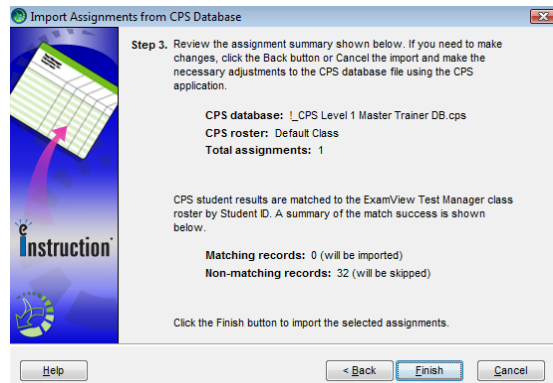 Import Assignments from CPS Database
Step 3. Review the assignment summary shown below. If you need to make
changes, click the Back button or Cancel the import and make the
necessary adjustments to the CPS database file using the CPS
application.
CPS database: !_CPS Level 1 Master Trainer DB.cps
CPS roster: Default Class
Total assignments: 1
CPS student results are matched to the ExamView Test Manager class
roster by Student ID. A summary of the match success is shown
below.
Matching records: 0 (will be imported)
Non-matching records: 32 (will be skipped)
Click the Finish button to import the selected assignments.
eInstruction
Help
< Back
Finish
Cancel